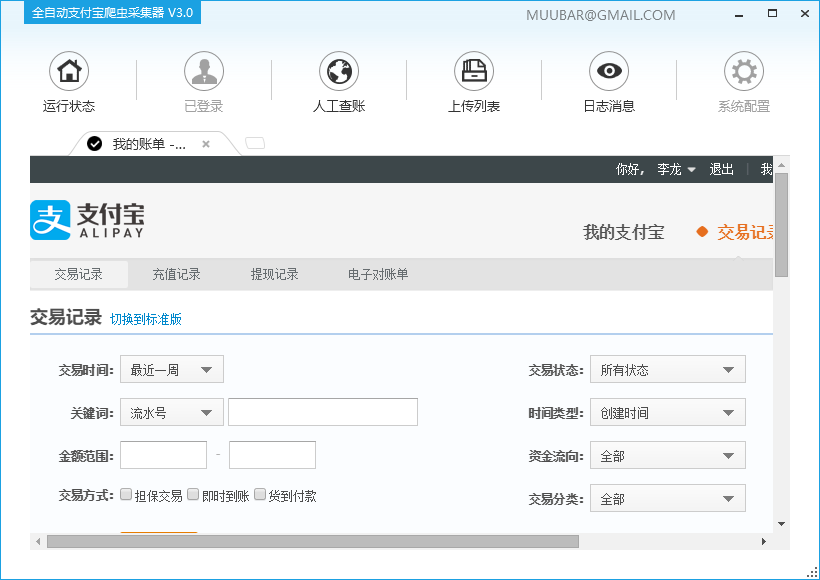 全自动支付宝爬虫采集器 V3.0
MUUBAR@GMAIL.COM
运行状态 已登录 人工查账 上传列表 日志消息 系统配置
我的账单 -...
你好, 李龙 退出 我
支付宝
ALIPAY
我的支付宝 交易记录
交易记录 充值记录 提现记录 电子对账单
交易记录 切换到标准版
交易时间: 最近一周 交易状态: 所有状态
关键词: 流水号 时间类型: 创建时间
金额范围: - 资金流向: 全部
交易方式: 担保交易 即时到账 货到付款 交易分类: 全部